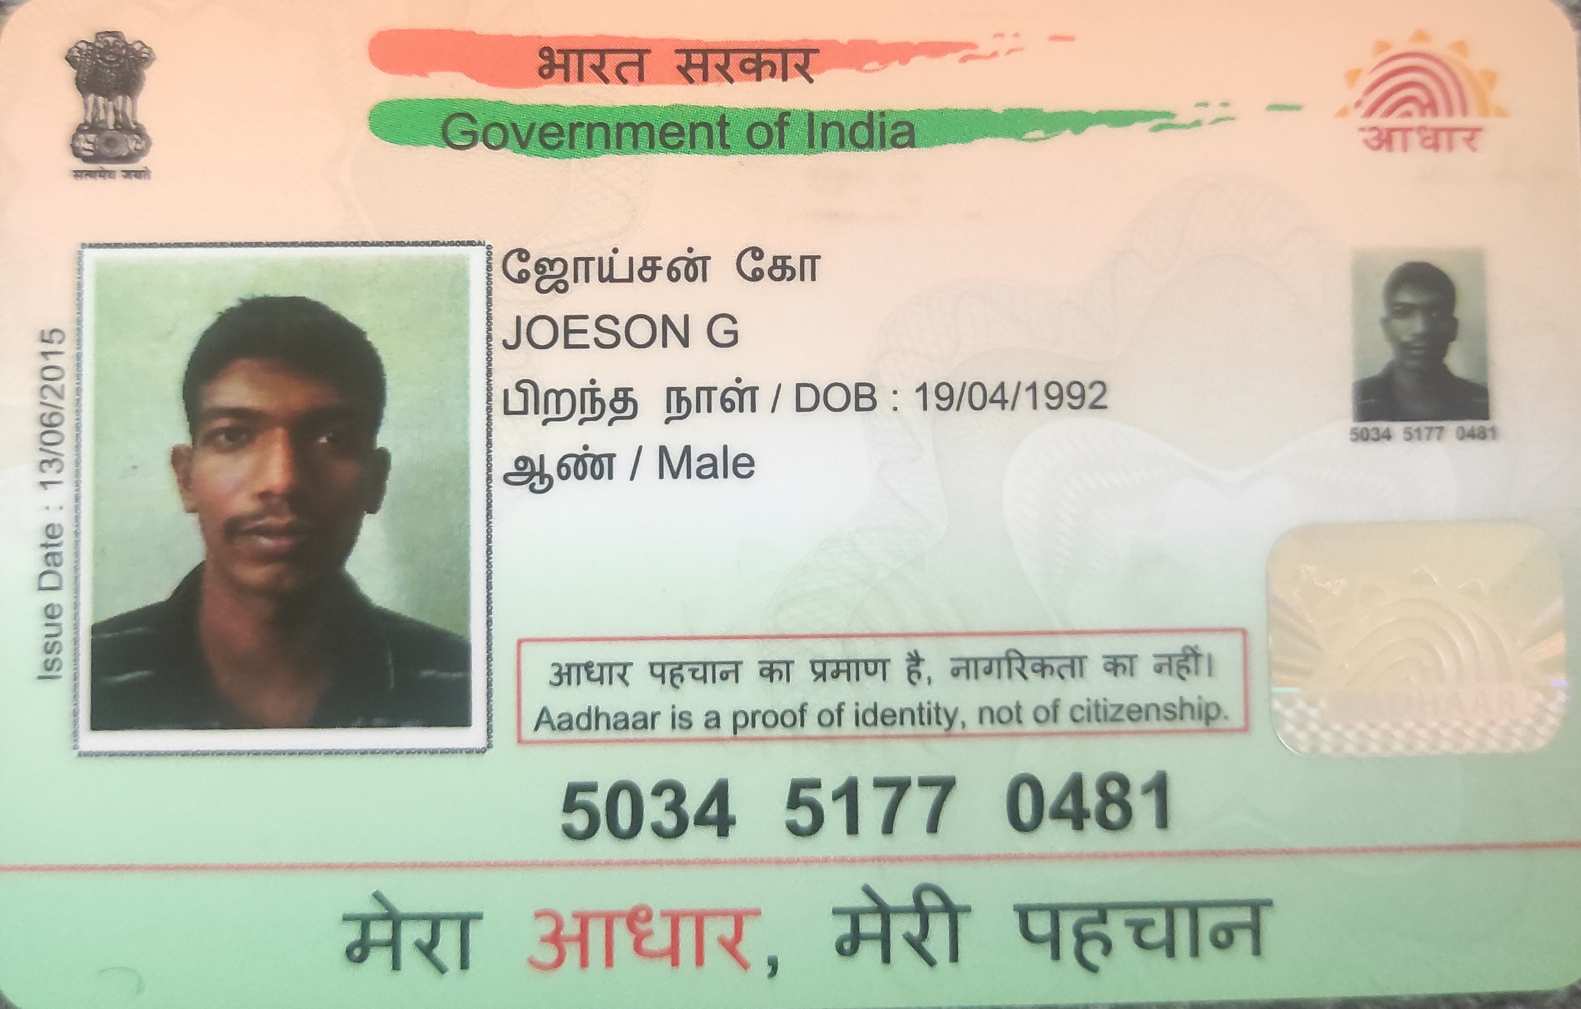 भारत सरकार
Government of India
सत्यमेव जयते
आधार
Issue Date : 13/06/2015
ஜோய்சன் கோ
JOESON G
பிறந்த நாள் / DOB : 19/04/1992
ஆண் / Male
5034 5177 0481
आधार पहचान का प्रमाण है, नागरिकता का नहीं।
Aadhaar is a proof of identity, not of citizenship.
AADHAAR
5034 5177 0481
मेरा आधार, मेरी पहचान